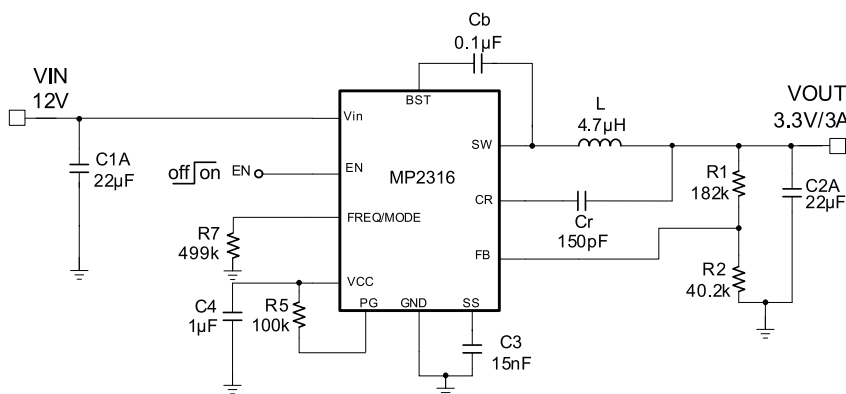 Cb
0.1µF
VIN
12V
BST
L
4.7µH
VOUT
3.3V/3A
Vin
SW
C1A
22µF
off on
EN
EN
MP2316
R1
182k
C2A
22µF
CR
Cr
150pF
FREQ/MODE
R7
499k
FB
R2
40.2k
VCC
C4
1µF
R5
100k
PG
GND
SS
C3
15nF